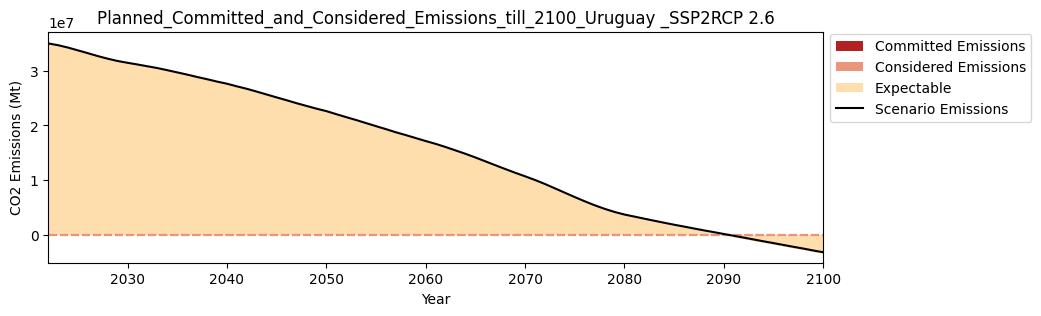 Planned_Committed_and_Considered_Emissions_till_2100_Uruguay _SSP2RCP 2.6
1e7
3
2
1
0
CO2 Emissions (Mt)
2030 2040 2050 2060 2070 2080 2090 2100
Year
Committed Emissions
Considered Emissions
Expectable
Scenario Emissions